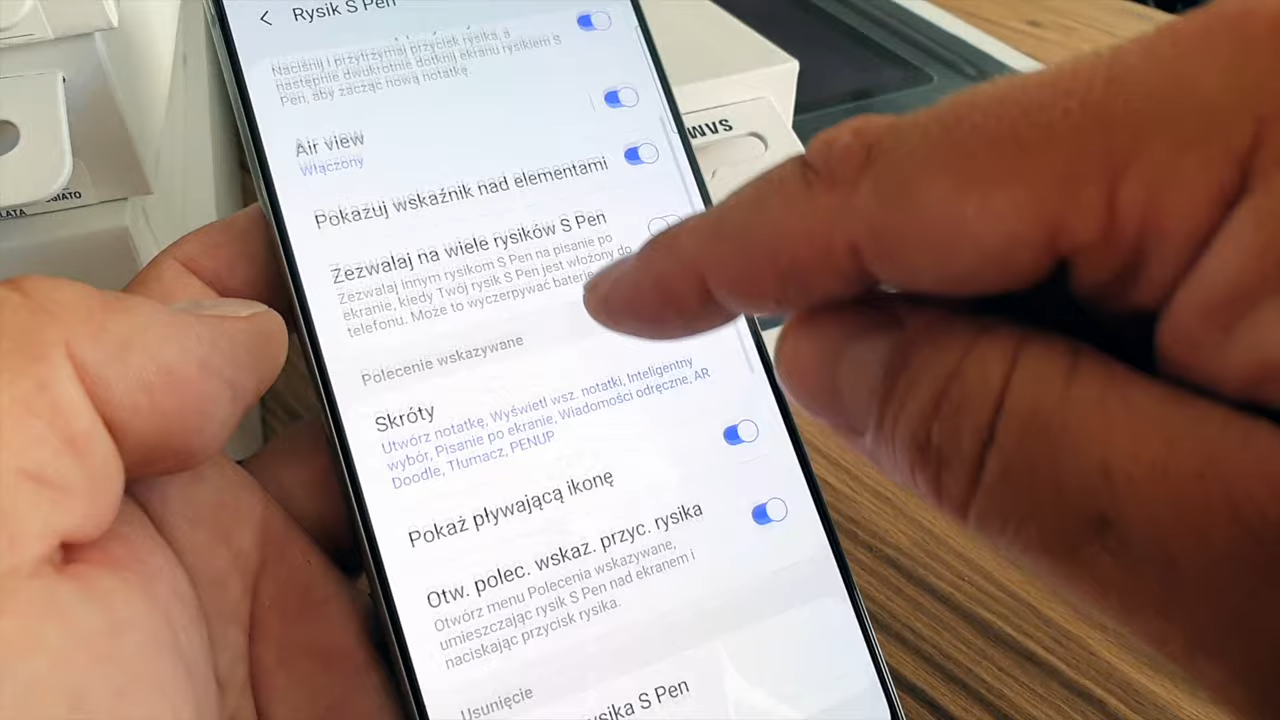 Rysik S Pen
Naciśnij i przytrzymaj przycisk rysika, a
następnie dwukrotnie dotknij ekranu rysikiem S
Pen, aby zacząć nową notatkę.
Air view
Włączony
Pokazuj wskaźnik nad elementami
Zezwalaj na wiele rysików S Pen
Zezwalaj innym rysikom S Pen na pisanie po
ekranie, kiedy Twój rysik S Pen jest włożony do
telefonu. Może to wyczerpywać baterię
Polecenie wskazywane
Skróty
Utwórz notatkę, Wyświetl wsz. notatki, Inteligentny
wybór, Pisanie po ekranie, Wiadomości odręczne, AR
Doodle, Tłumacz, PENUP
Pokaż pływającą ikonę
Otw. polec. wskaz. przyc. rysika
Otwórz menu Polecenia wskazywane,
umieszczając rysik S Pen nad ekranem i
naciskając przycisk rysika.
Usunięcie
rysika S Pen
SAM